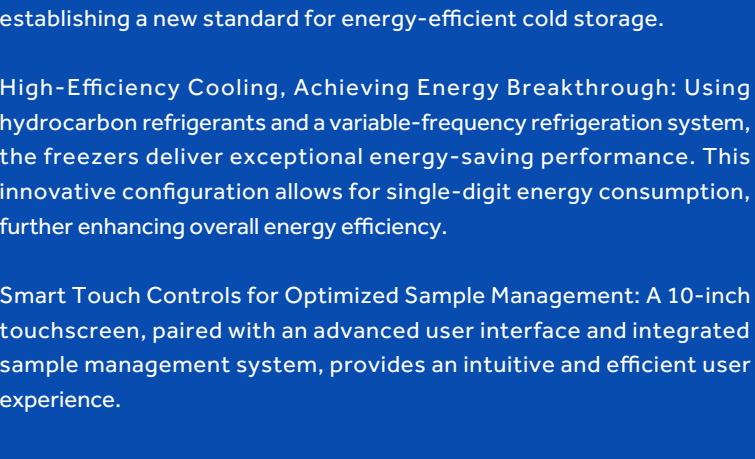 establishing a new standard for energy-efficient cold storage.
High-Efficiency Cooling, Achieving Energy Breakthrough: Using
hydrocarbon refrigerants and a variable-frequency refrigeration system,
the freezers deliver exceptional energy-saving performance. This
innovative configuration allows for single-digit energy consumption,
further enhancing overall energy efficiency.
Smart Touch Controls for Optimized Sample Management: A 10-inch
touchscreen, paired with an advanced user interface and integrated
sample management system, provides an intuitive and efficient user
experience.